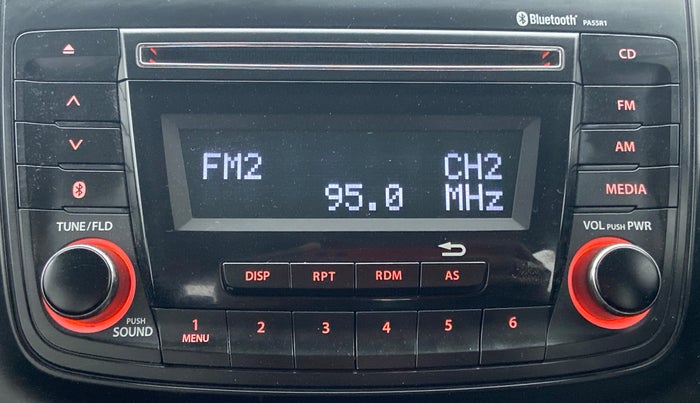 Bluetooth® PA5SR1
CD
FM
AM
MEDIA
FM2 CH2
95.0 MHz
TUNE/FLD
VOL PUSH PWR
DISP RPT RDM AS
PUSH
SOUND
1 2 3 4 5 6
MENU